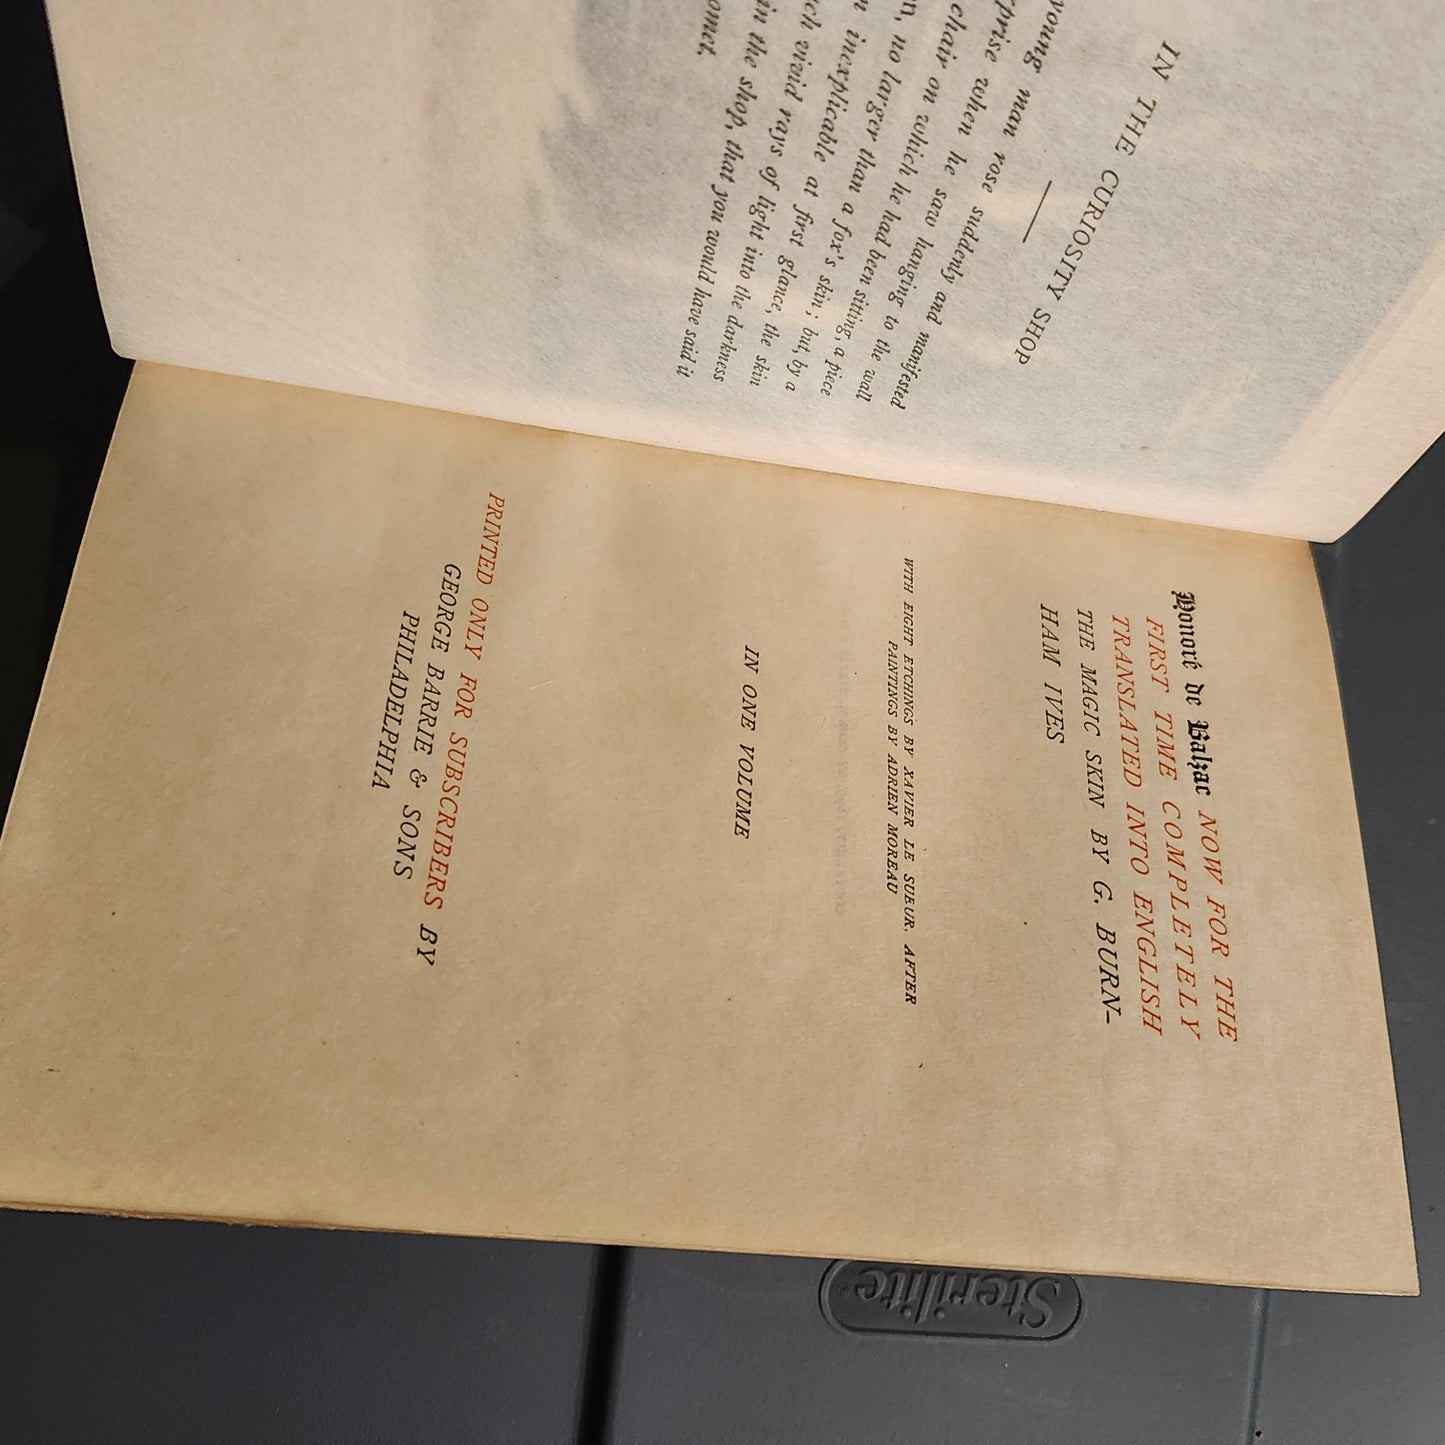 IN THE CURIOSITY SHOP
young man rose suddenly and manifested
when he saw hanging to the wall
chair on which he had been sitting, a piece
no larger than a fox's skin; but, by a
inexplicable at first glance, the skin
vivid rays of light into the darkness
in the shop, that you would have said it
Honoré de Balzac NOW FOR THE
FIRST TIME COMPLETELY
TRANSLATED INTO ENGLISH
THE MAGIC SKIN BY G. BURN-
HAM IVES
WITH EIGHT ETCHINGS BY XAVIER LE SUEUR, AFTER
PAINTINGS BY ADRIEN MOREAU
IN ONE VOLUME
PRINTED ONLY FOR SUBSCRIBERS BY
GEORGE BARRIE & SONS
PHILADELPHIA
Sterilite